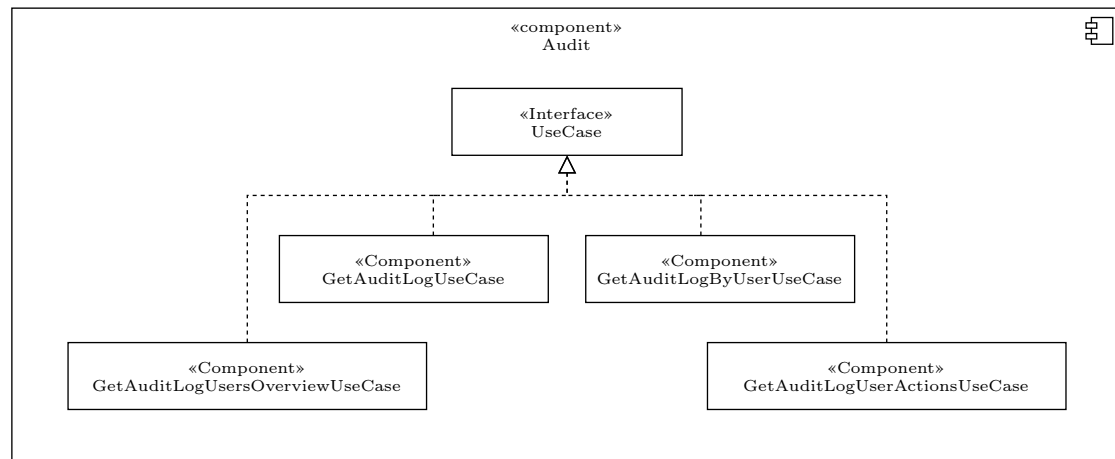 «component»
Audit
«Interface»
UseCase
«Component»
GetAuditLogUseCase
«Component»
GetAuditLogByUserUseCase
«Component»
GetAuditLogUsersOverviewUseCase
«Component»
GetAuditLogUserActionsUseCase